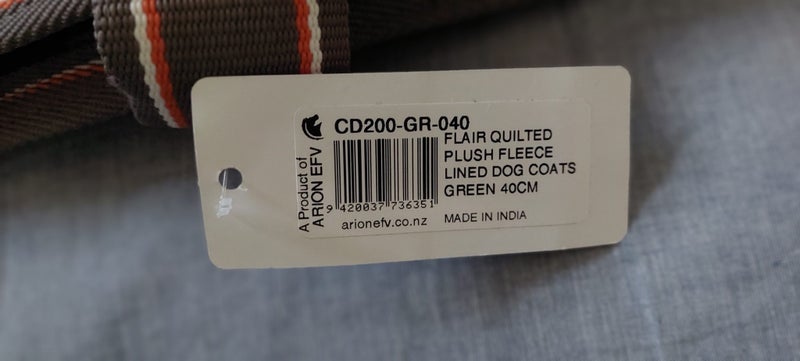 A Product of
ARION EFV
CD200-GR-040
FLAIR QUILTED
PLUSH FLEECE
LINED DOG COATS
GREEN 40CM
9 420037 736351
arionefv.co.nz
MADE IN INDIA